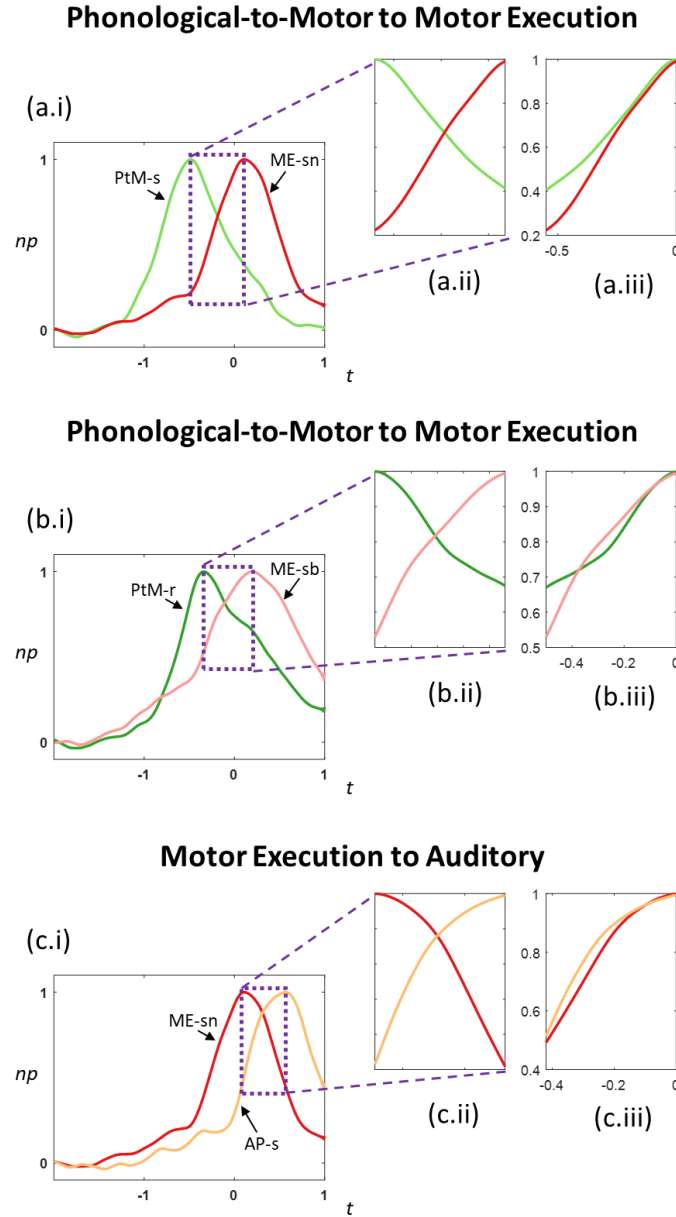 Phonological-to-Motor to Motor Execution
(a.i)
PtM-s
ME-sn
np
1
0
-1
0
1
t
(a.ii)
1
0.8
0.6
0.4
0.2
-0.5
0
(a.iii)
Phonological-to-Motor to Motor Execution
(b.i)
PtM-r
ME-sb
np
1
0
-1
0
1
t
(b.ii)
1
0.9
0.8
0.7
0.6
0.5
-0.4
-0.2
0
(b.iii)
Motor Execution to Auditory
(c.i)
ME-sn
AP-s
np
1
0
-1
0
1
t
(c.ii)
1
0.8
0.6
0.4
-0.4
-0.2
0
(c.iii)